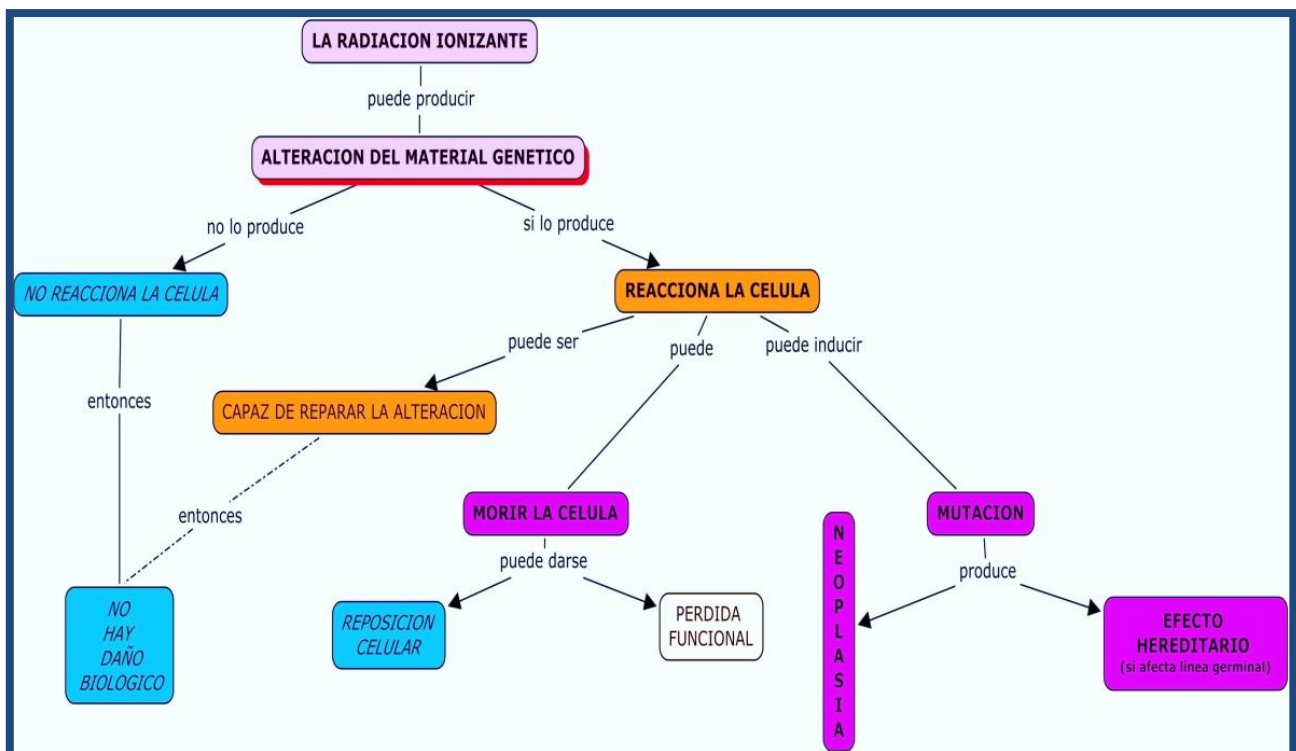 LA RADIACION IONIZANTE
puede producir
ALTERACION DEL MATERIAL GENETICO
no lo produce
si lo produce
NO REACCIONA LA CELULA
REACCIONA LA CELULA
puede ser
puede
puede inducir
entonces
CAPAZ DE REPARAR LA ALTERACION
entonces
MORIR LA CELULA
MUTACION
puede darse
produce
NO
HAY
DAÑO
BIOLOGICO
REPOSICION
CELULAR
PERDIDA
FUNCIONAL
NEOPLASIA
EFECTO
HEREDITARIO
(si afecta linea germinal)